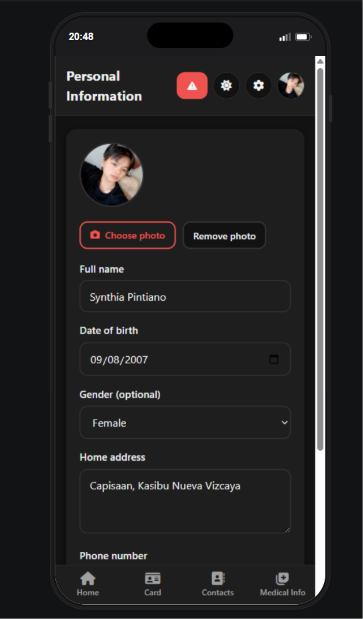 20:48
Personal
Information
Choose photo
Remove photo
Full name
Synthia Pintiano
Date of birth
09/08/2007
Gender (optional)
Female
Home address
Capisaan, Kasibu Nueva Vizcaya
Phone number
Home
Card
Contacts
Medical Info